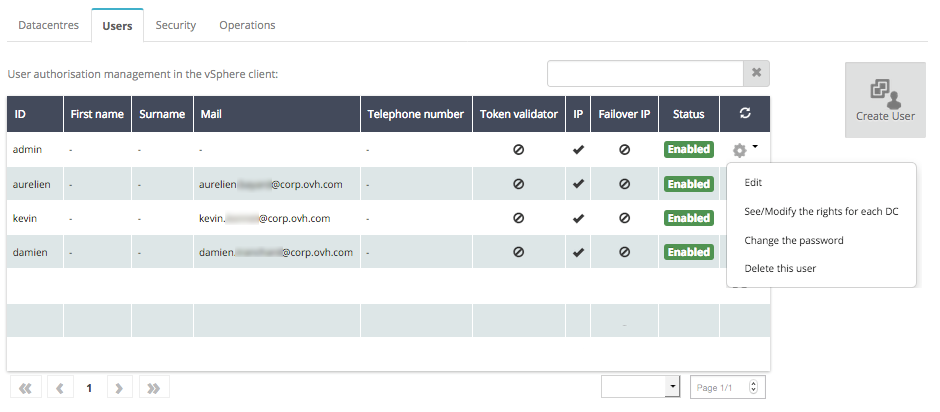 Datacentres Users Security Operations
User authorisation management in the vSphere client:
Create User
ID First name Surname Mail Telephone number Token validator IP Failover IP Status
admin - - - - Enabled
aurelien - - aurelien. @corp.ovh.com - Enabled
kevin - - kevin. @corp.ovh.com - Enabled
damien - - damien. @corp.ovh.com - Enabled
Edit
See/Modify the rights for each DC
Change the password
Delete this user
-
1 Page 1/1